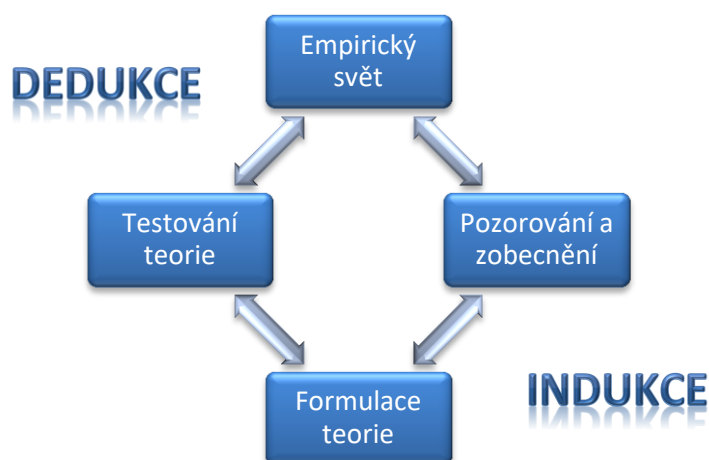 Empirický
svět
DEDUKCE
Testování
teorie
Pozorování a
zobecnění
Formulace
teorie
INDUKCE